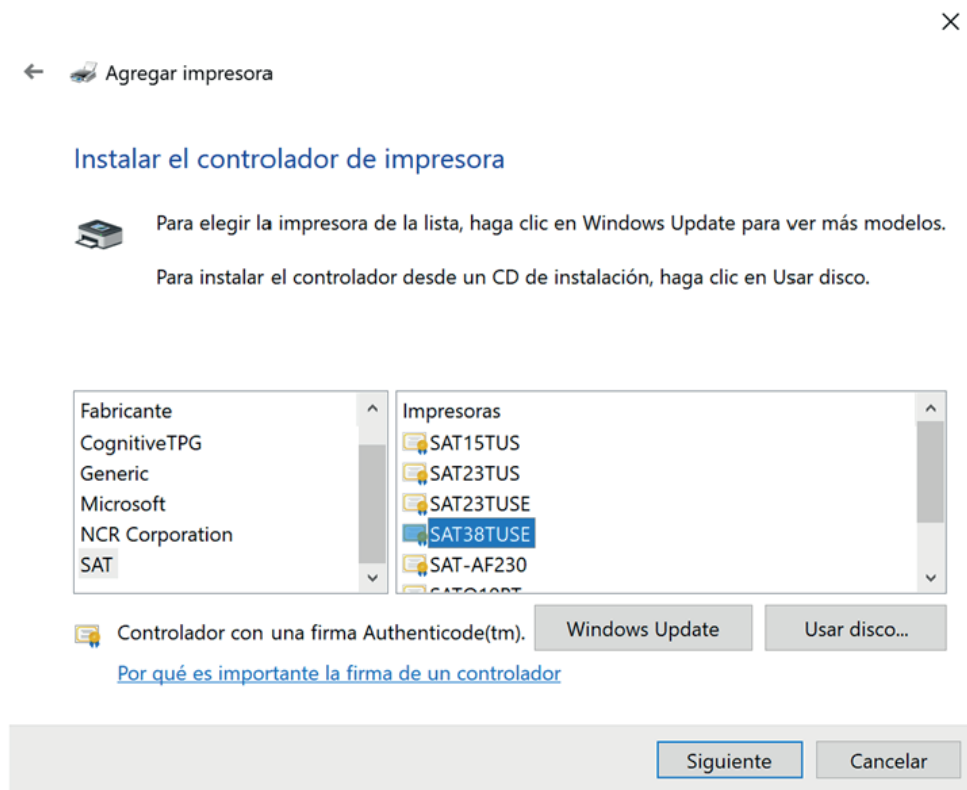 Agregar impresora
Instalar el controlador de impresora
Para elegir la impresora de la lista, haga clic en Windows Update para ver más modelos.
Para instalar el controlador desde un CD de instalación, haga clic en Usar disco.
Fabricante
CognitiveTPG
Generic
Microsoft
NCR Corporation
SAT
Impresoras
SAT15TUS
SAT23TUS
SAT23TUSE
SAT38TUSE
SAT-AF230
Controlador con una firma Authenticode(tm).
Windows Update
Usar disco...
Por qué es importante la firma de un controlador
Siguiente
Cancelar